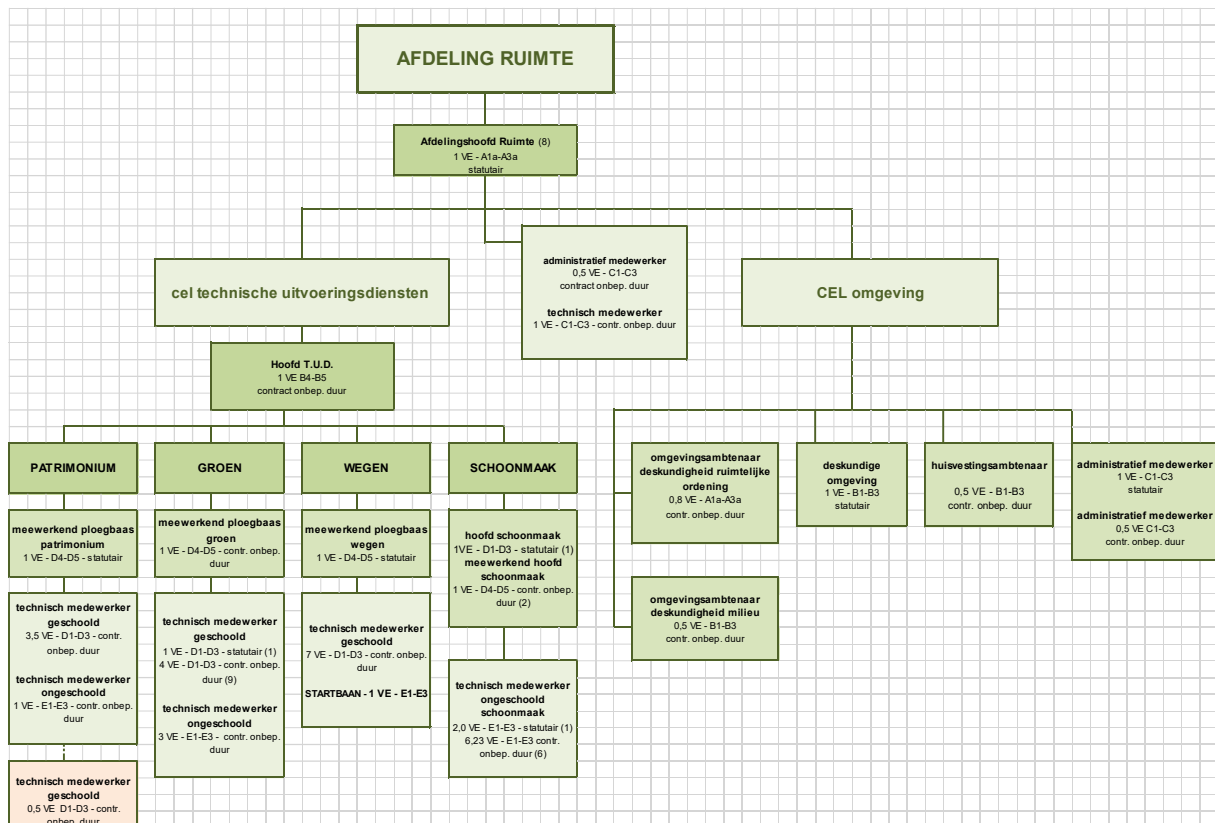 AFDELING RUIMTE
Afdelingshoofd Ruimte (8)
1 VE - A1a-A3a
statutair
administratief medewerker
0,5 VE - C1-C3
contract onbep. duur
technisch medewerker
1 VE - C1-C3 - contr. onbep. duur
cel technische uitvoeringsdiensten
CEL omgeving
Hoofd T.U.D.
1 VE B4-B5
contract onbep. duur
PATRIMONIUM
GROEN
WEGEN
SCHOONMAAK
meewerkend ploegbaas
patrimonium
1 VE - D4-D5 - statutair
meewerkend ploegbaas
groen
1 VE - D4-D5 - contr. onbep.
duur
meewerkend ploegbaas
wegen
1 VE - D4-D5 - statutair
hoofd schoonmaak
1VE - D1-D3 - statutair (1)
meewerkend hoofd
schoonmaak
1 VE - D4-D5 - contr. onbep.
duur (2)
omgevingsambtenaar
deskundigheid ruimtelijke
ordening
0,8 VE - A1a-A3a
contr. onbep. duur
deskundige
omgeving
1 VE - B1-B3
statutair
huisvestingsambtenaar
0,5 VE - B1-B3
contr. onbep. duur
administratief medewerker
1 VE - C1-C3
statutair
administratief medewerker
0,5 VE C1-C3
contr. onbep. duur
omgevingsambtenaar
deskundigheid milieu
0,5 VE - B1-B3
contr. onbep. duur
technisch medewerker
geschoold
3,5 VE - D1-D3 - contr.
onbep. duur
technisch medewerker
ongeschoold
1 VE - E1-E3 - contr. onbep.
duur
technisch medewerker
geschoold
1 VE - D1-D3 - statutair (1)
4 VE - D1-D3 - contr. onbep.
duur (9)
technisch medewerker
ongeschoold
3 VE - E1-E3 - contr. onbep.
duur
technisch medewerker
geschoold
7 VE - D1-D3 - contr. onbep.
duur
STARTBAAN - 1 VE - E1-E3
technisch medewerker
ongeschoold
schoonmaak
2,0 VE - E1-E3 - statutair (1)
6,23 VE - E1-E3 contr.
onbep. duur (6)
technisch medewerker
geschoold
0,5 VE D1-D3 - contr.
onbep. duur